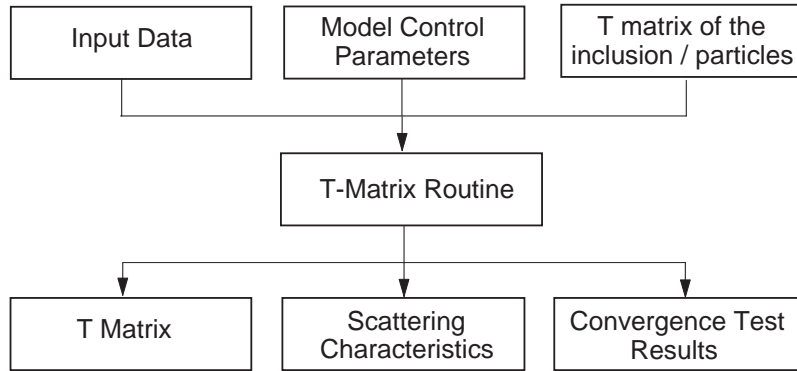 Input Data
Model Control
Parameters
T matrix of the
inclusion / particles
T-Matrix Routine
T Matrix
Scattering
Characteristics
Convergence Test
Results